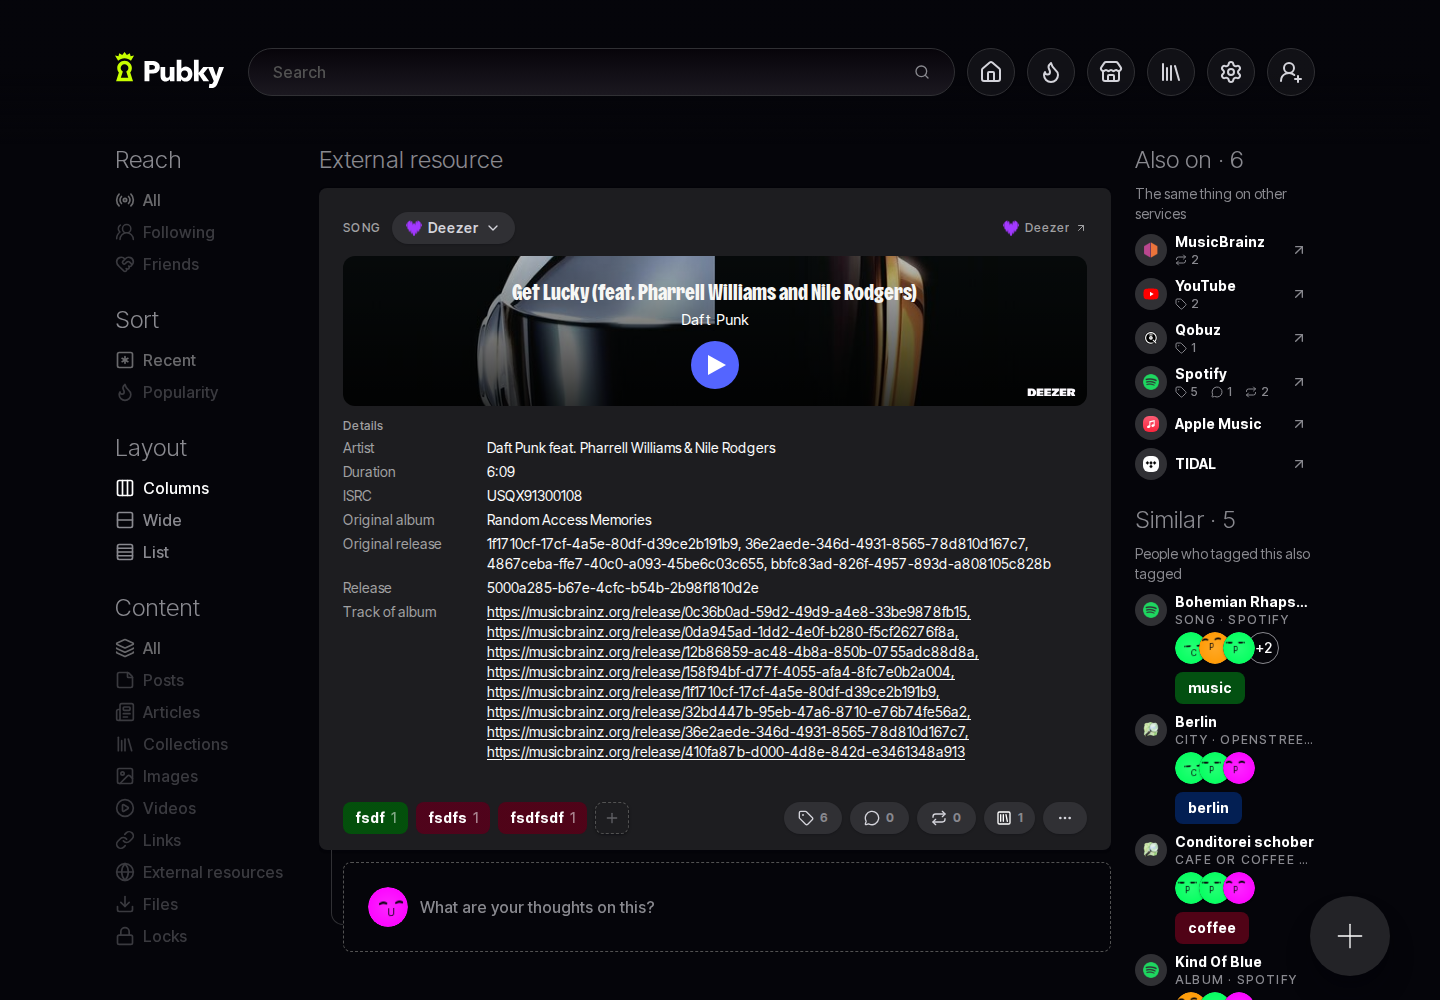 Pubky
Search
Reach
All
Following
Friends
Sort
Recent
Popularity
Layout
Columns
Wide
List
Content
All
Posts
Articles
Collections
Images
Videos
Links
External resources
Files
Locks
External resource
SONG
Deezer
Deezer
Get Lucky (feat. Pharrell Williams and Nile Rodgers)
Daft Punk
DEEZER
Details
Artist Daft Punk feat. Pharrell Williams & Nile Rodgers
Duration 6:09
ISRC USQX91300108
Original album Random Access Memories
Original release 1f1710cf-17cf-4a5e-80df-d39ce2b191b9, 36e2aede-346d-4931-8565-78d810d167c7,
4867ceba-ffe7-40c0-a093-45be6c03c655, bbfc83ad-826f-4957-893d-a808105c828b
Release 5000a285-b67e-4cfc-b54b-2b98f1810d2e
Track of album https://musicbrainz.org/release/0c36b0ad-59d2-49d9-a4e8-33be9878fb15,
https://musicbrainz.org/release/0da945ad-1dd2-4e0f-b280-f5cf26276f8a,
https://musicbrainz.org/release/12b86859-ac48-4b8a-850b-0755adc88d8a,
https://musicbrainz.org/release/158f94bf-d77f-4055-afa4-8fc7e0b2a004,
https://musicbrainz.org/release/1f1710cf-17cf-4a5e-80df-d39ce2b191b9,
https://musicbrainz.org/release/32bd447b-95eb-47a6-8710-e76b74fe56a2,
https://musicbrainz.org/release/36e2aede-346d-4931-8565-78d810d167c7,
https://musicbrainz.org/release/410fa87b-d000-4d8e-842d-e3461348a913
fsdf 1
fsdfs 1
fsdfsdf 1
6
0
0
1
U
What are your thoughts on this?
Also on · 6
The same thing on other
services
MusicBrainz
2
YouTube
2
Qobuz
1
Spotify
5 1 2
Apple Music
TIDAL
Similar · 5
People who tagged this also
tagged
Bohemian Rhaps...
SONG · SPOTIFY
C P P +2
music
Berlin
CITY · OPENSTREE...
C P P
berlin
Conditorei schober
CAFE OR COFFEE ...
P P P
coffee
Kind Of Blue
ALBUM · SPOTIFY